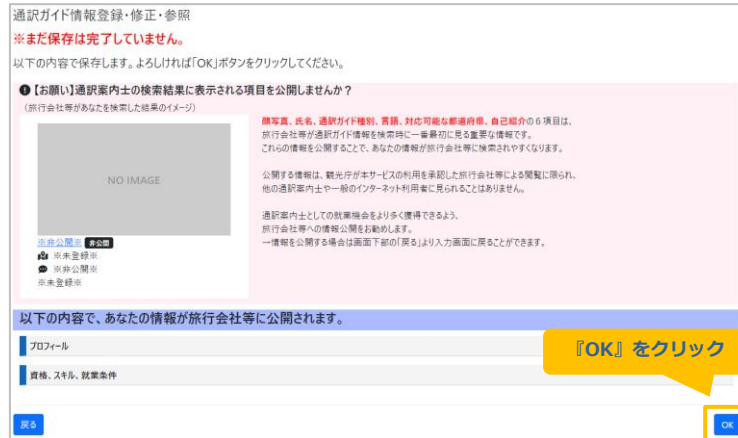 通訳ガイド情報登録・修正・参照
※まだ保存は完了していません。
以下の内容で保存します。よろしければ「OK」ボタンをクリックしてください。
【お願い】通訳案内士の検索結果に表示される項目を公開しませんか？
（旅行会社等があなたを検索した結果のイメージ）
NO IMAGE
※非公開※ 非公開
※未登録※
※非公開※
※未登録※
顔写真、氏名、通訳ガイド種別、言語、対応可能な都道府県、自己紹介の6項目は、
旅行会社等が通訳ガイド情報を検索時に一番最初に見る重要な情報です。
これらの情報を公開することで、あなたの情報が旅行会社等に検索されやすくなります。
公開する情報は、観光庁が本サービスの利用を承認した旅行会社等による閲覧に限られ、
他の通訳案内士や一般のインターネット利用者に見られることはありません。
通訳案内士としての就業機会をより多く獲得できるよう、
旅行会社等への情報公開をお勧めします。
→情報を公開する場合は画面下部の「戻る」より入力画面に戻ることができます。
以下の内容で、あなたの情報が旅行会社等に公開されます。
プロフィール
資格、スキル、就業条件
『OK』をクリック
戻る
OK